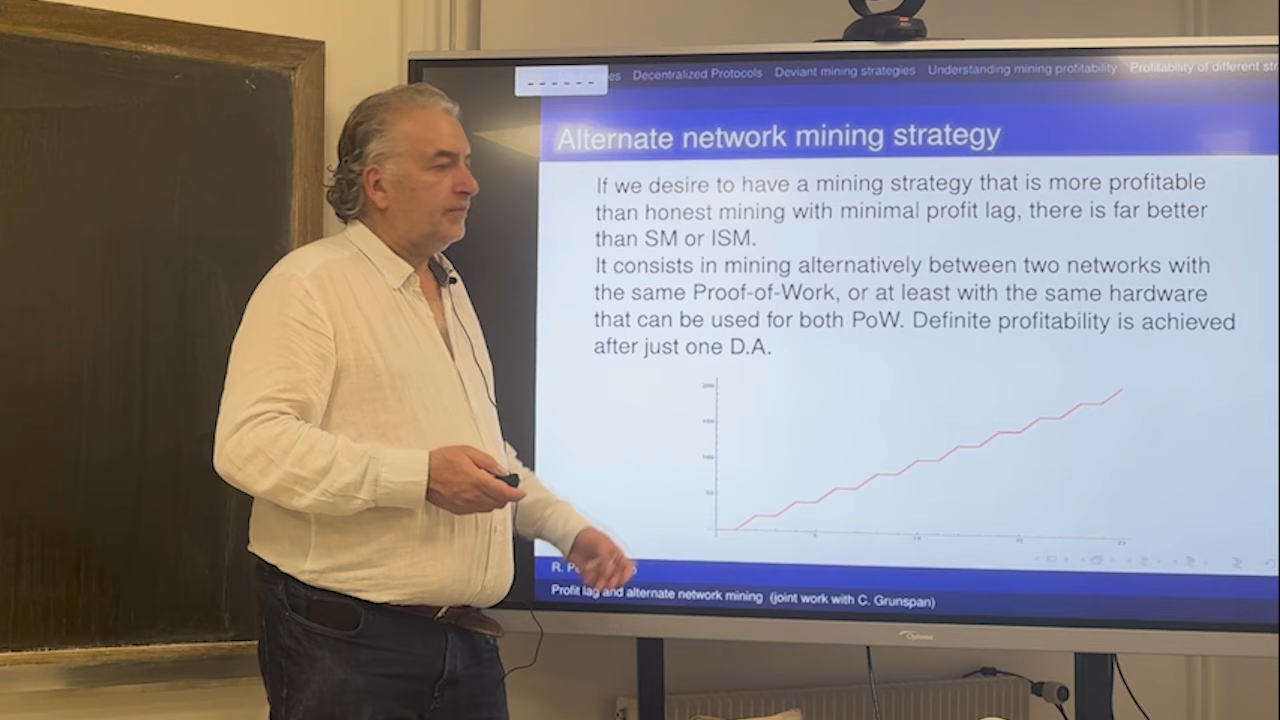 es Decentralized Protocols Deviant mining strategies Understanding mining profitability Profitability of different str
Alternate network mining strategy
If we desire to have a mining strategy that is more profitable
than honest mining with minimal profit lag, there is far better
than SM or ISM.
It consists in mining alternatively between two networks with
the same Proof-of-Work, or at least with the same hardware
that can be used for both PoW. Definite profitability is achieved
after just one D.A.
R. P
Profit lag and alternate network mining (joint work with C. Grunspan)
Optoma